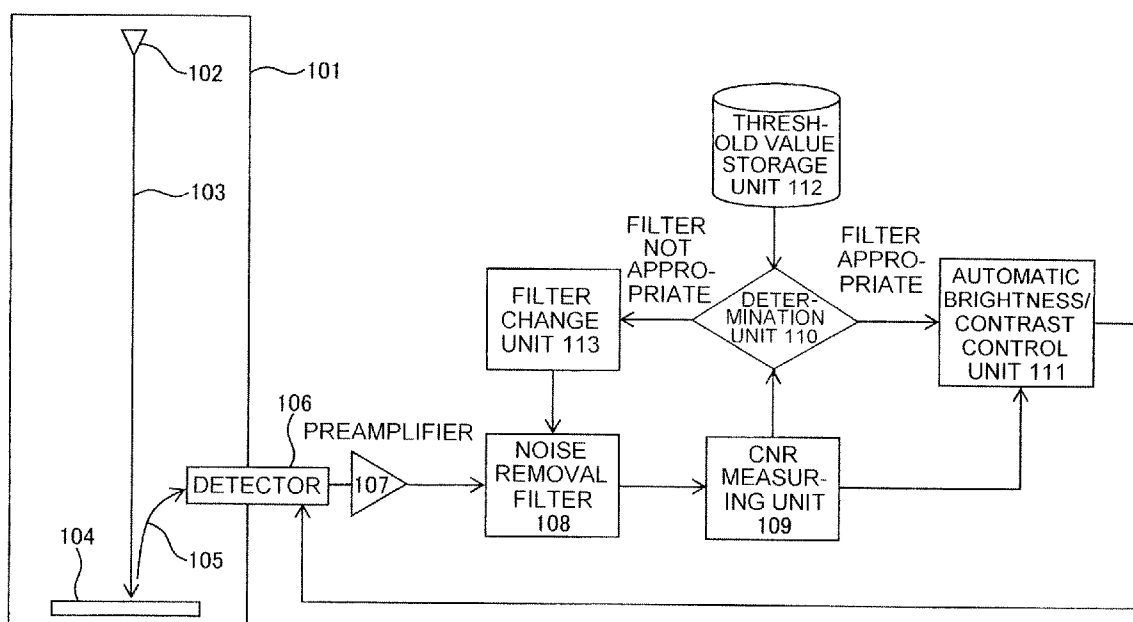 102
101
103
THRESH-
OLD VALUE
STORAGE
UNIT 112
FILTER
NOT
APPRO-
PRIATE
FILTER
APPRO-
PRIATE
FILTER
CHANGE
UNIT 113
DETER-
MINATION
UNIT 110
AUTOMATIC
BRIGHTNESS/
CONTRAST
CONTROL
UNIT 111
106
PREAMPLIFIER
DETECTOR
107
NOISE
REMOVAL
FILTER
108
CNR
MEASUR-
ING UNIT
109
104
105